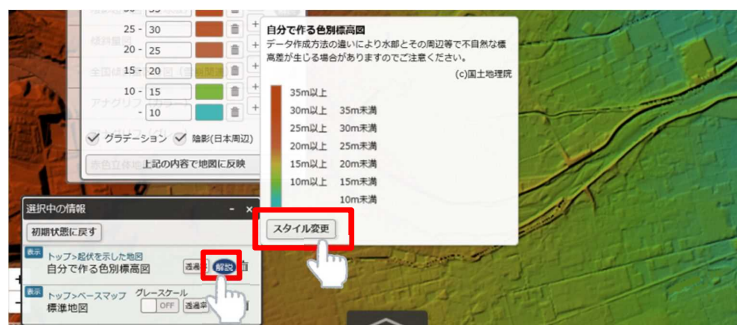 25 - 30
20 - 25
15 - 20
10 - 15
- 10
グラデーション 陰影(日本周辺)
上記の内容で地図に反映
自分で作る色別標高図
データ作成方法の違いにより水部とその周辺等で不自然な標
高差が生じる場合がありますのでご注意ください。
(c)国土地理院
35m以上
30m以上 35m未満
25m以上 30m未満
20m以上 25m未満
15m以上 20m未満
10m以上 15m未満
10m未満
スタイル変更
選択中の情報 - ×
初期状態に戻す
表示 トップ>起伏を示した地図
自分で作る色別標高図 解説
表示 トップ>ベースマップ グレースケール
標準地図 OFF 透過率